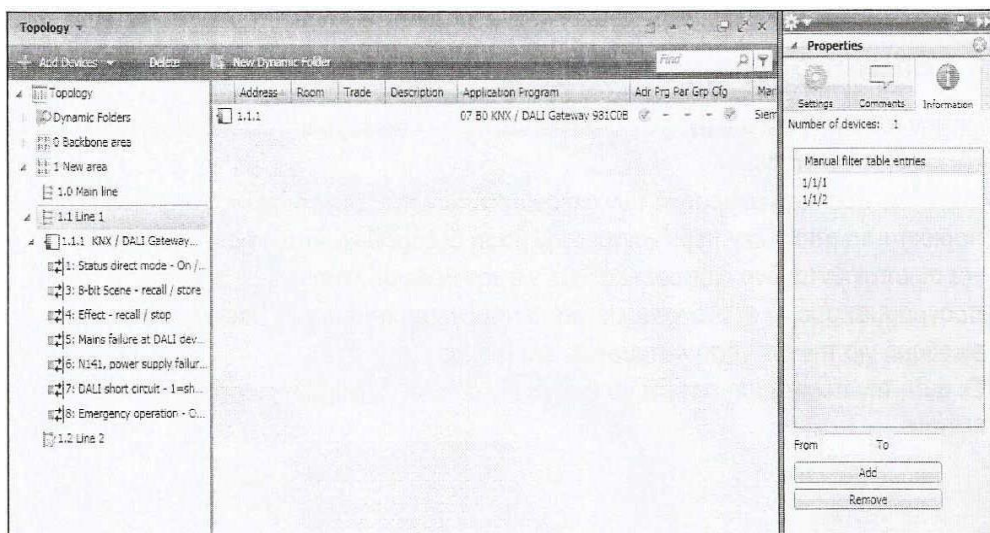 Topology
Add Devices Delete New Dynamic Folder Find
Topology
Dynamic Folders
0 Backbone area
1 New area
1.0 Main line
1.1 Line 1
1.1.1 KNX / DALI Gateway...
1: Status direct mode - On /...
3: 8-bit Scene - recall / store
4: Effect - recall / stop
5: Mains failure at DALI dev...
6: N141, power supply failur...
7: DALI short circuit - 1=sh...
8: Emergency operation - O...
1.2 Line 2
Address Room Trade Description Application Program Adr Prg Par Grp Cfg Man
1.1.1 07 B0 KNX / DALI Gateway 981C0B - - - Siem
Properties
Settings Comments Information
Number of devices: 1
Manual filter table entries
1/1/1
1/1/2
From To
Add
Remove